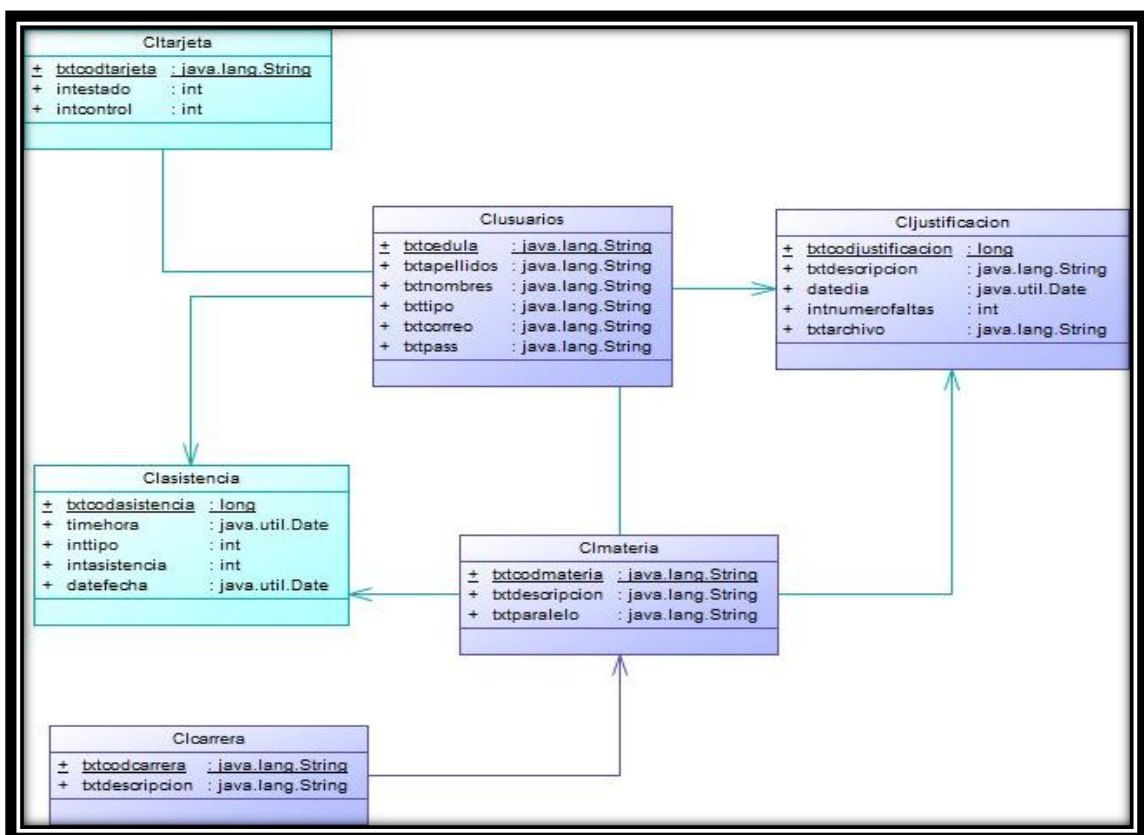 Cltarjeta
+ txtcodtarjeta : java.lang.String
+ intestado : int
+ intcontrol : int
Clusuarios
+ txtcedula : java.lang.String
+ txtapellidos : java.lang.String
+ txtnombres : java.lang.String
+ txttipo : java.lang.String
+ txtcorreo : java.lang.String
+ txtpass : java.lang.String
Cljustificacion
+ txtcodjustificacion : long
+ txtdescripcion : java.lang.String
+ datedia : java.util.Date
+ intnumerofaltas : int
+ txtarchivo : java.lang.String
Clasistencia
+ txtcodasistencia : long
+ timehora : java.util.Date
+ inttipo : int
+ intasistencia : int
+ datefecha : java.util.Date
Clmateria
+ txtcodmateria : java.lang.String
+ txtdescripcion : java.lang.String
+ txtparalelo : java.lang.String
Clcarrera
+ txtcodcarrera : java.lang.String
+ txtdescripcion : java.lang.String